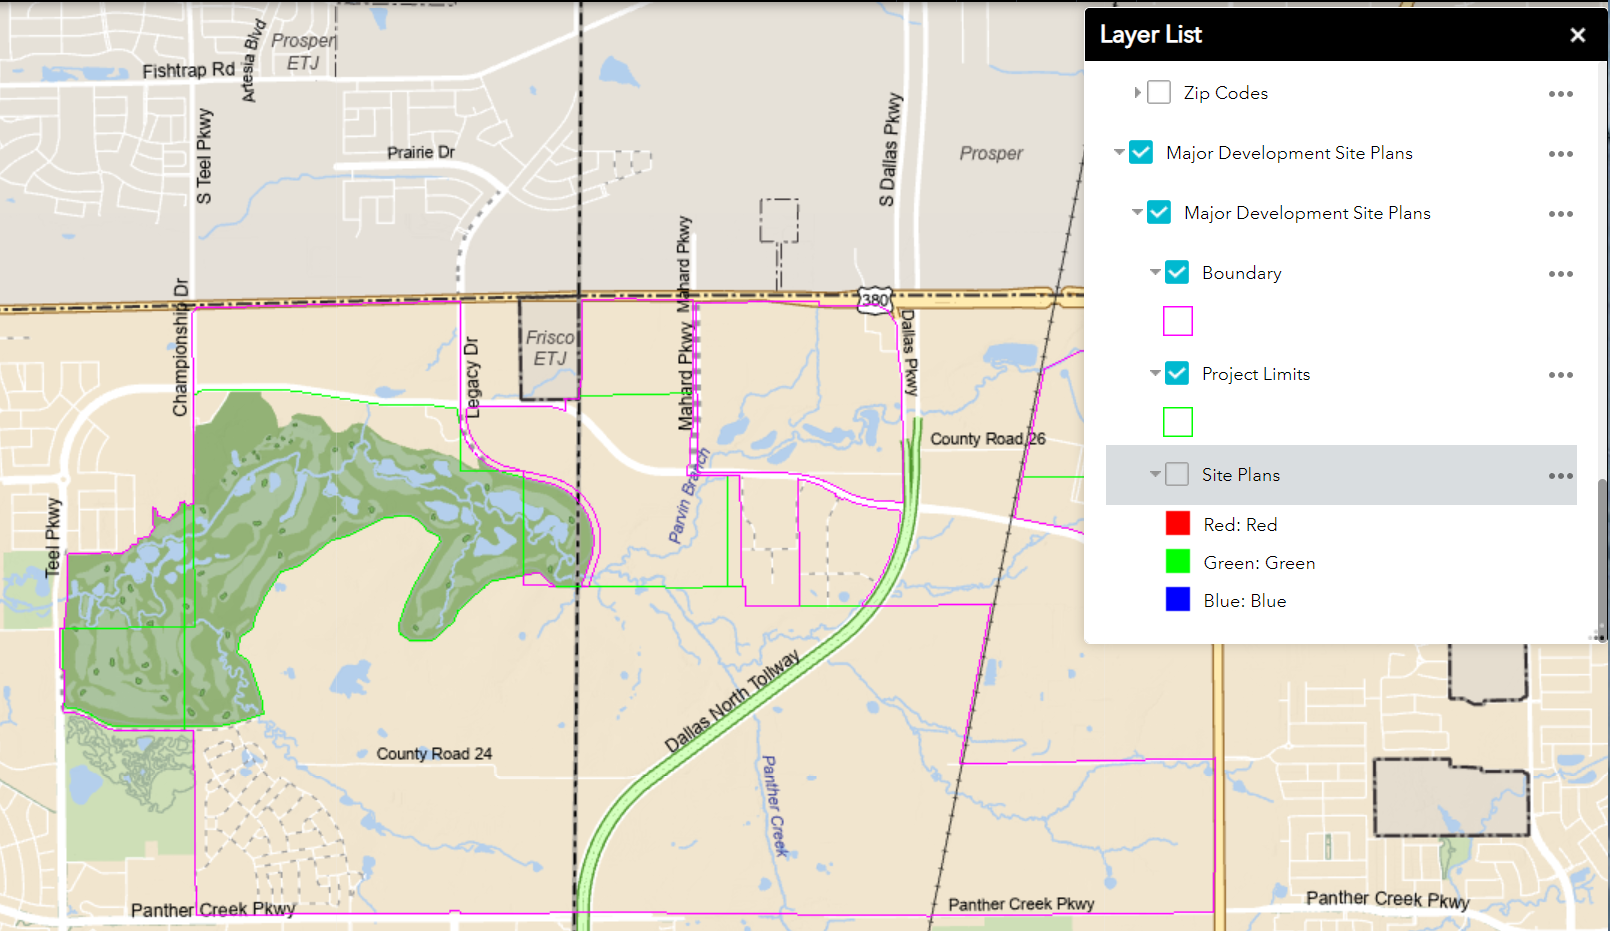 Layer List
Zip Codes
Major Development Site Plans
Major Development Site Plans
Boundary
Project Limits
Site Plans
Red: Red
Green: Green
Blue: Blue
Artesia Blvd
Prosper
ETJ
Fishtrap Rd
S Teel Pkwy
Prairie Dr
S Dallas Pkwy
Prosper
Mahard Pkwy
Championship Dr
380
Frisco
ETJ
Legacy Dr
Mahard Pkwy
Dallas Pkwy
County Road 26
Parvin Branch
Teel Pkwy
Dallas North Tollway
County Road 24
Panther Creek
Panther Creek Pkwy
Panther Creek Pkwy
Panther Creek Pkwy